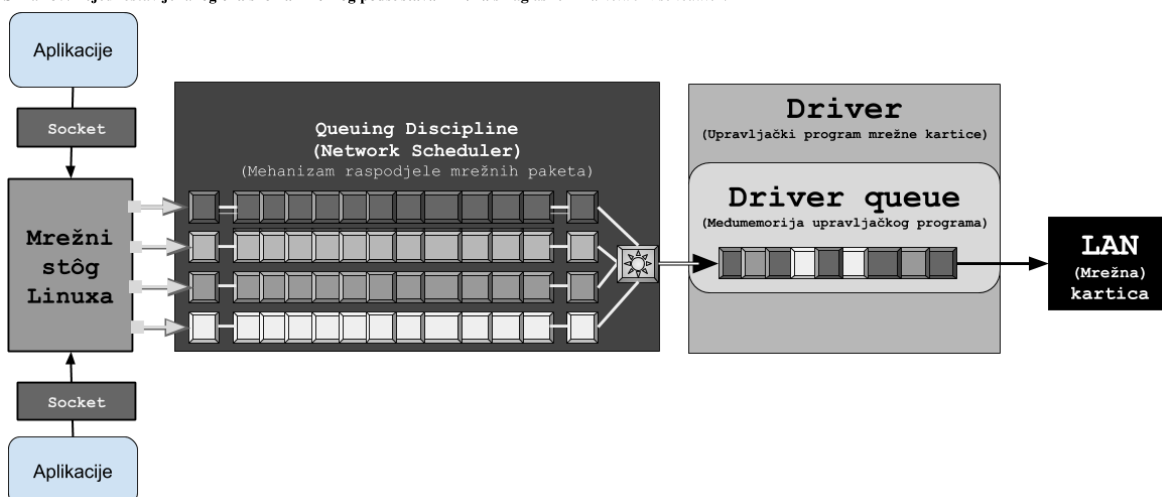 Aplikacije
Socket
Mrežni
stôg
Linuxa
Socket
Aplikacije
Queuing Discipline
(Network Scheduler)
(Mehanizam raspodjele mrežnih paketa)
Driver
(Upravljački program mrežne kartice)
Driver queue
(Međumemorija upravljačkog programa)
LAN
(Mrežna)
kartica